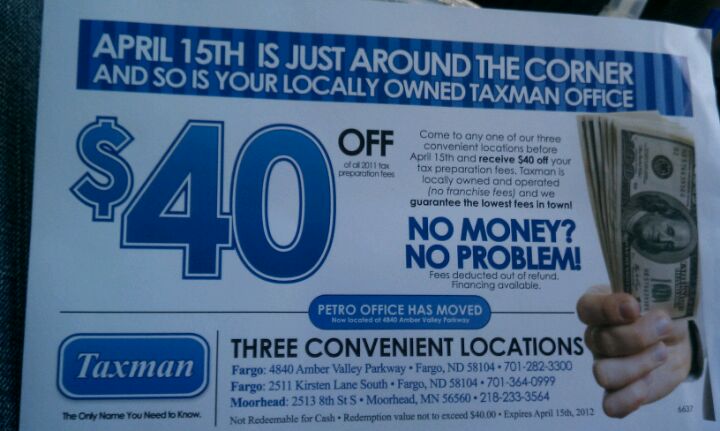 APRIL 15TH IS JUST AROUND THE CORNER
AND SO IS YOUR LOCALLY OWNED TAXMAN OFFICE
$40
OFF
of all 2011 tax
preparation fees
Come to any one of our three
convenient locations before
April 15th and receive $40 off your
tax preparation fees. Taxman is
locally owned and operated
(no franchise fees) and we
guarantee the lowest fees in town!
NO MONEY?
NO PROBLEM!
Fees deducted out of refund.
Financing available.
PETRO OFFICE HAS MOVED
Now located at 4840 Amber Valley Parkway
Taxman
The Only Name You Need to Know.
THREE CONVENIENT LOCATIONS
Fargo: 4840 Amber Valley Parkway • Fargo, ND 58104 • 701-282-3300
Fargo: 2511 Kirsten Lane South • Fargo, ND 58104 • 701-364-0999
Moorhead: 2513 8th St S • Moorhead, MN 56560 • 218-233-3564
Not Redeemable for Cash • Redemption value not to exceed $40.00 • Expires April 15th, 2012
6637